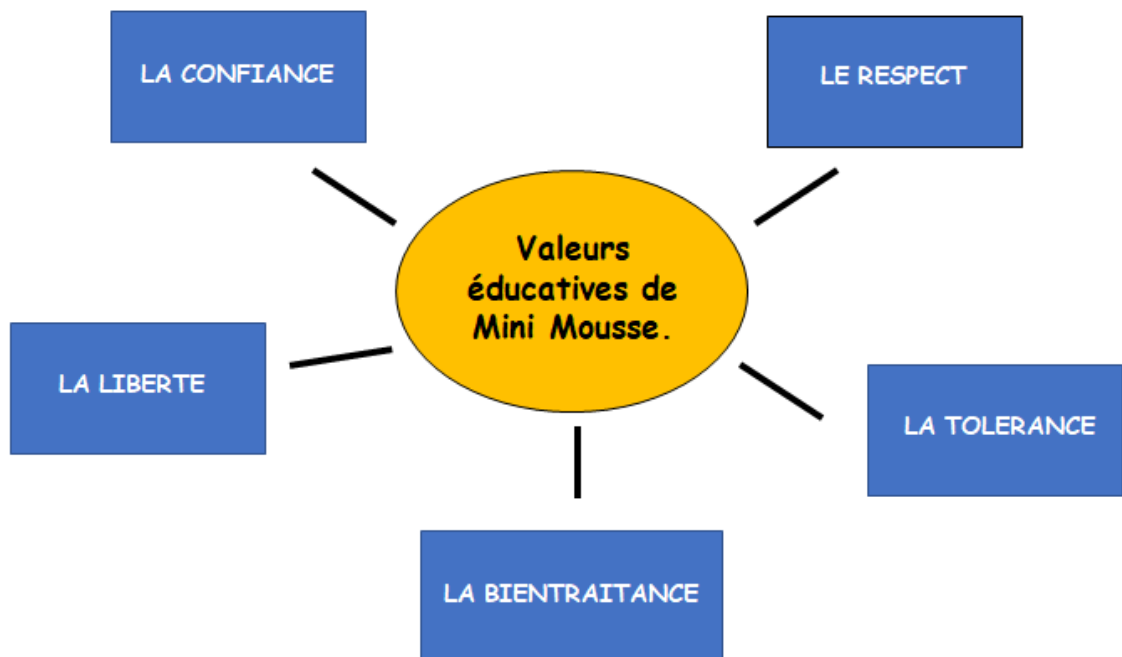 LA CONFIANCE
LE RESPECT
Valeurs
éducatives de
Mini Mousse.
LA LIBERTE
LA TOLERANCE
LA BIENTRAITANCE